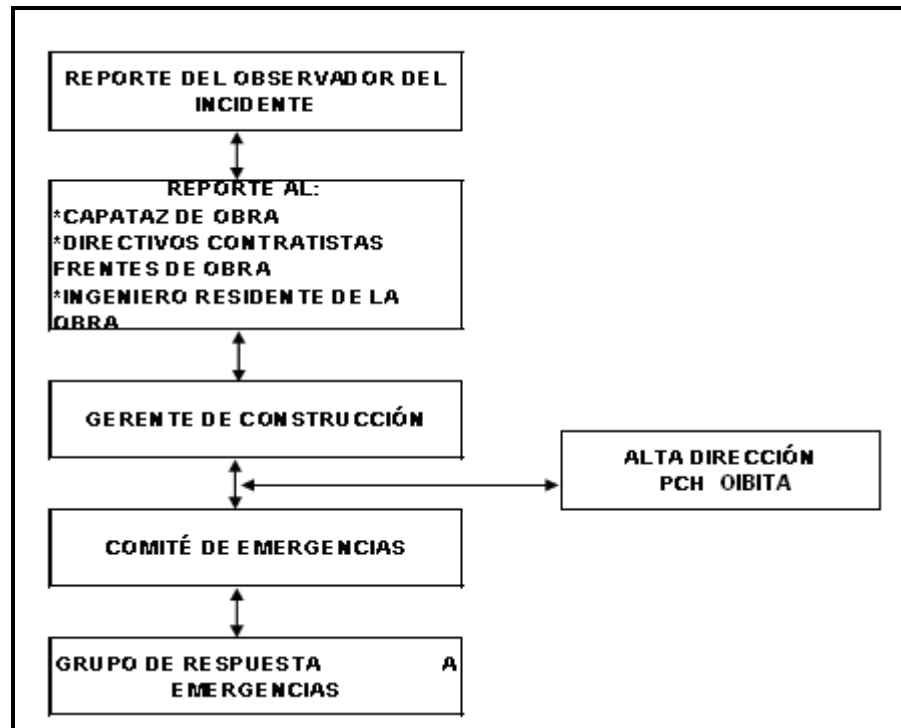 REPORTE DEL OBSERVADOR DEL
INCIDENTE
REPORTE AL:
*CAPATAZ DE OBRA
*DIRECTIVOS CONTRATISTAS
FRENTES DE OBRA
*INGENIERO RESIDENTE DE LA
OBRA
GERENTE DE CONSTRUCCIÓN
ALTA DIRECCIÓN
PCH OIBITA
COMITÉ DE EMERGENCIAS
GRUPO DE RESPUESTA A
EMERGENCIAS